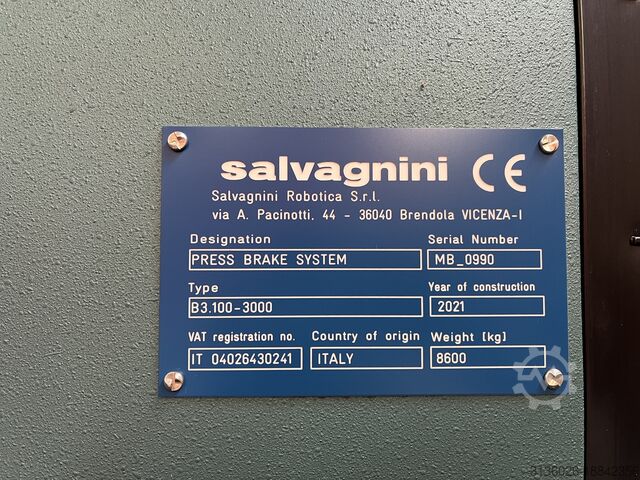 salvagnini CE
Salvagnini Robotica S.r.l.
via A. Pacinotti, 44 - 36040 Brendola VICENZA-I
Designation Serial Number
PRESS BRAKE SYSTEM MB_0990
Type Year of construction
B3.100-3000 2021
VAT registration no. Country of origin Weight [kg]
IT 04026430241 ITALY 8600